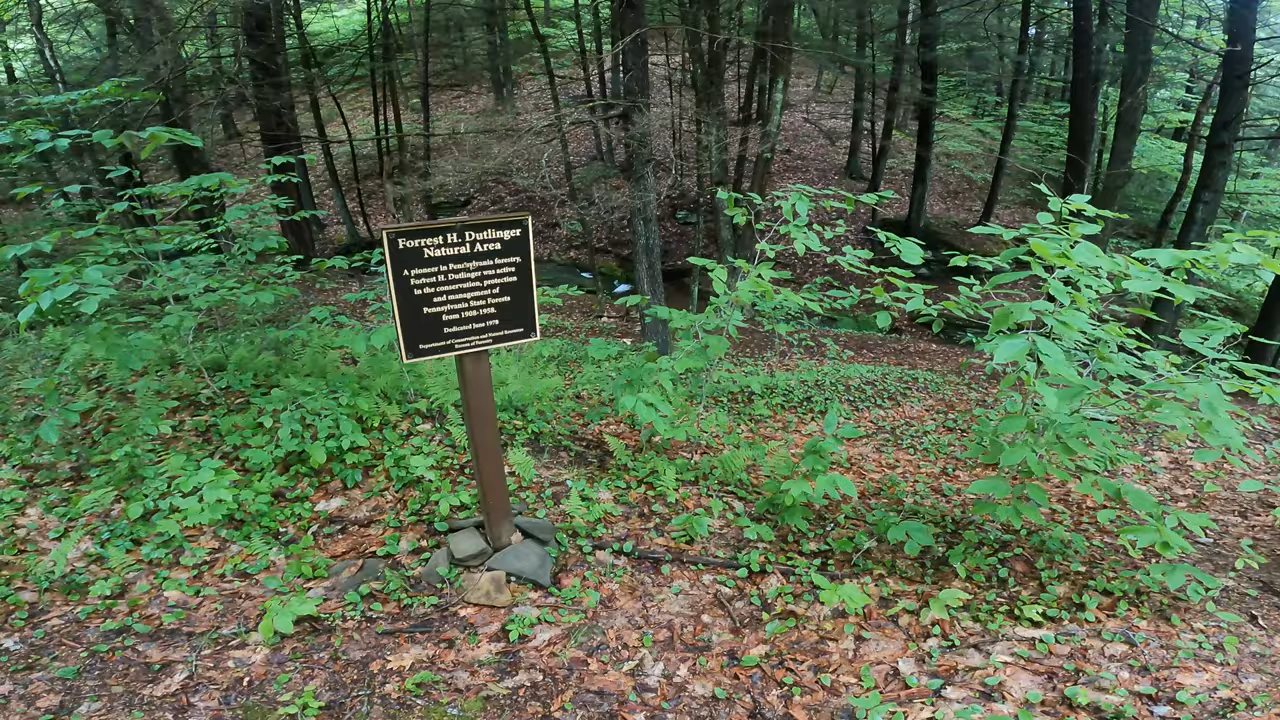 Forrest H. Dutlinger
Natural Area
A pioneer in Pennsylvania forestry,
Forrest H. Dutlinger was active
in the conservation, protection
and management of
Pennsylvania State Forests
from 1908-1958.
Dedicated June 1978
Department of Conservation and Natural Resources
Bureau of Forestry